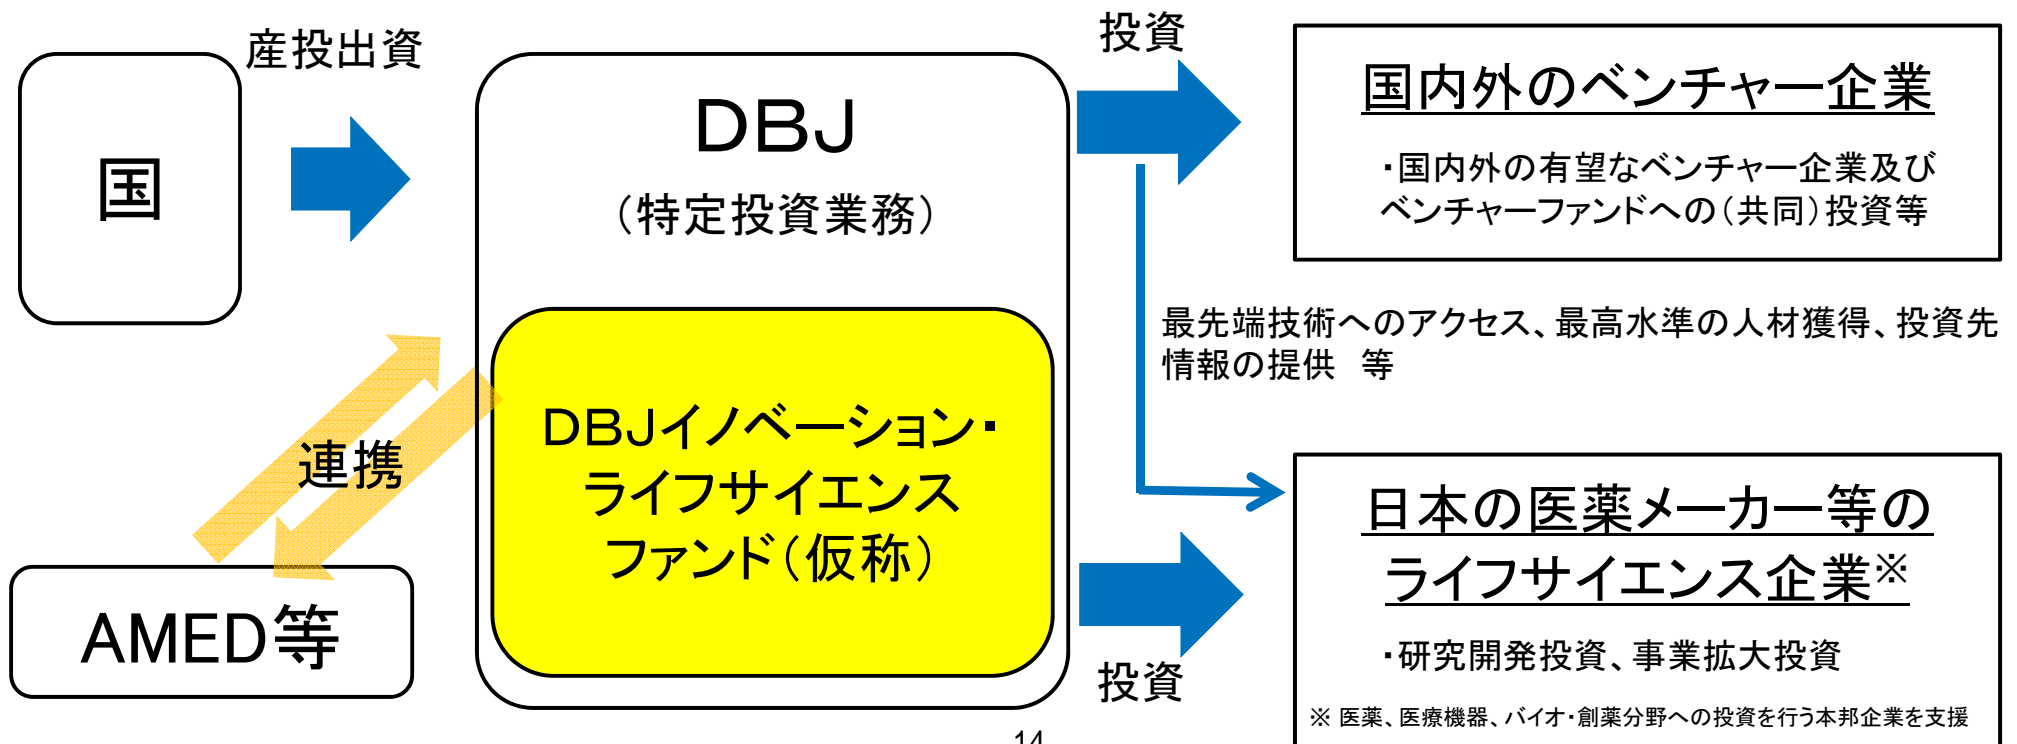 国
産投出資
DBJ
（特定投資業務）
DBJイノベーション・
ライフサイエンス
ファンド（仮称）
連携
AMED等
投資
国内外のベンチャー企業
・国内外の有望なベンチャー企業及び
ベンチャーファンドへの（共同）投資等
最先端技術へのアクセス、最高水準の人材獲得、投資先
情報の提供　等
投資
日本の医薬メーカー等の
ライフサイエンス企業※
・研究開発投資、事業拡大投資
※ 医薬、医療機器、バイオ・創薬分野への投資を行う本邦企業を支援
14